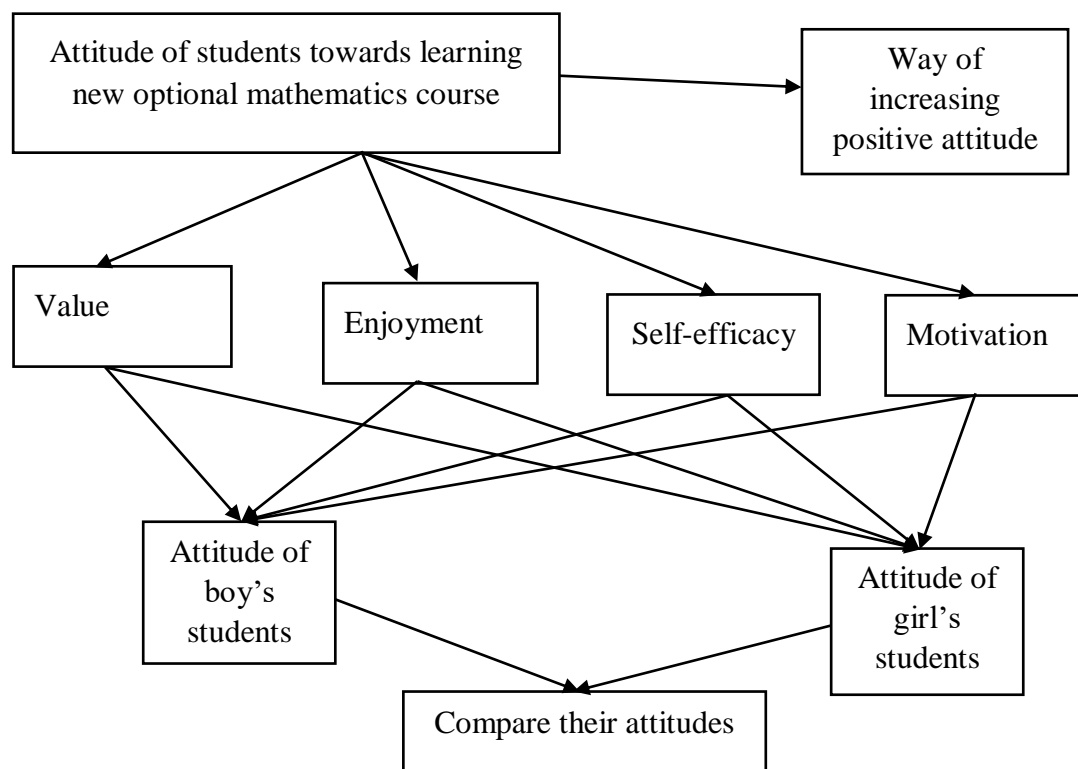 Attitude of students towards learning
new optional mathematics course
Way of
increasing
positive attitude
Value
Enjoyment
Self-efficacy
Motivation
Attitude of
boy’s
students
Attitude of
girl’s
students
Compare their attitudes